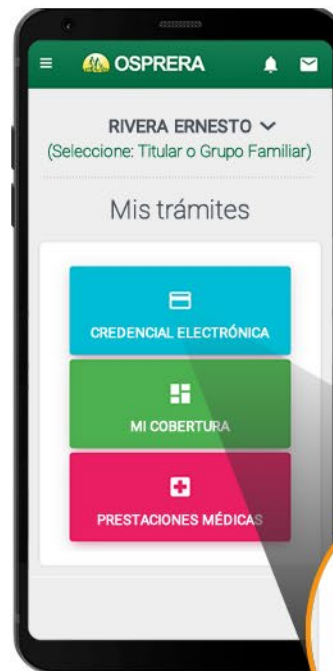 OSPRERA
RIVERA ERNESTO
(Seleccione: Titular o Grupo Familiar)
Mis trámites
CREDENCIAL ELECTRÓNICA
MI COBERTURA
PRESTACIONES MÉDICAS